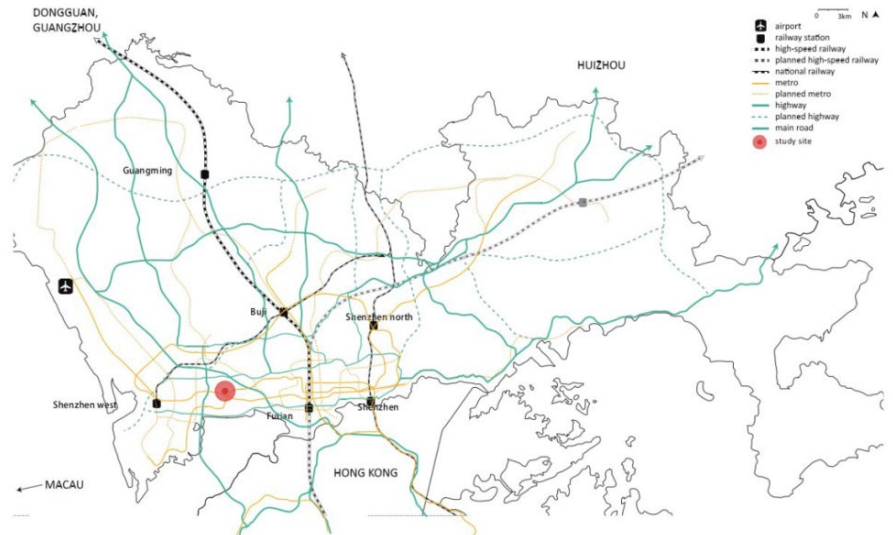 DONGGUAN,
GUANGZHOU
HUIZHOU
0 3km N
airport
railway station
high-speed railway
planned high-speed railway
national railway
metro
planned metro
highway
planned highway
main road
study site
Guangming
Buji
Shenzhen north
Shenzhen west
Futian
Shenzhen
HONG KONG
MACAU